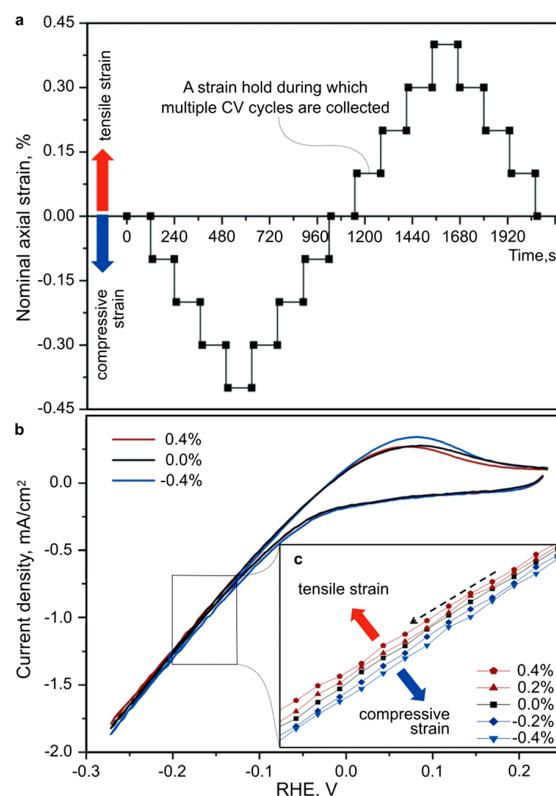 a
0.45
0.30
0.15
0.00
-0.15
-0.30
-0.45
Nominal axial strain, %
tensile strain
compressive
strain
A strain hold during which
multiple CV cycles are collected
0 240 480 720 960 1200 1440 1680 1920
Time,s
b
0.4%
0.0%
-0.4%
0.0
-0.5
-1.0
-1.5
-2.0
Current density, mA/cm²
c
tensile strain
compressive
strain
0.4%
0.2%
0.0%
-0.2%
-0.4%
-0.3 -0.2 -0.1 0.0 0.1 0.2
RHE, V